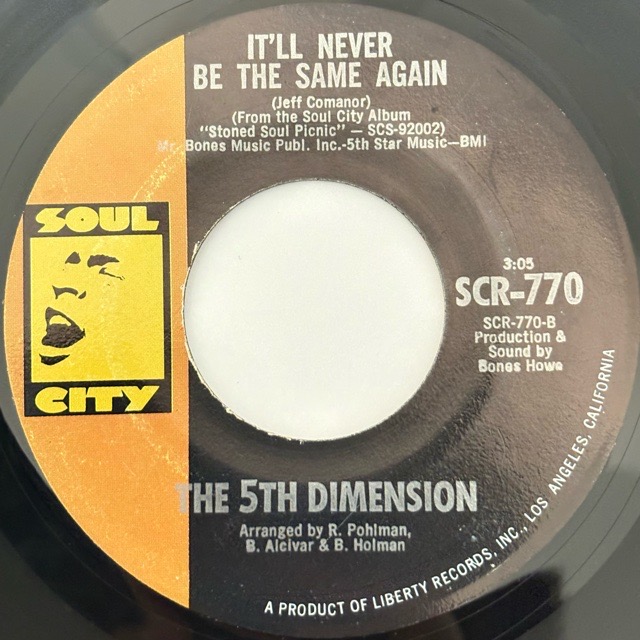 IT'LL NEVER
BE THE SAME AGAIN
(Jeff Comanor)
(From the Soul City Album
"Stoned Soul Picnic" — SCS-92002)
Mr. Bones Music Publ. Inc.-5th Star Music—BMI
SOUL
CITY
3:05
SCR-770
SCR-770-B
Production &
Sound by
Bones Howe
THE 5TH DIMENSION
Arranged by R. Pohlman,
B. Alcivar & B. Holman
A PRODUCT OF LIBERTY RECORDS, INC., LOS ANGELES, CALIFORNIA